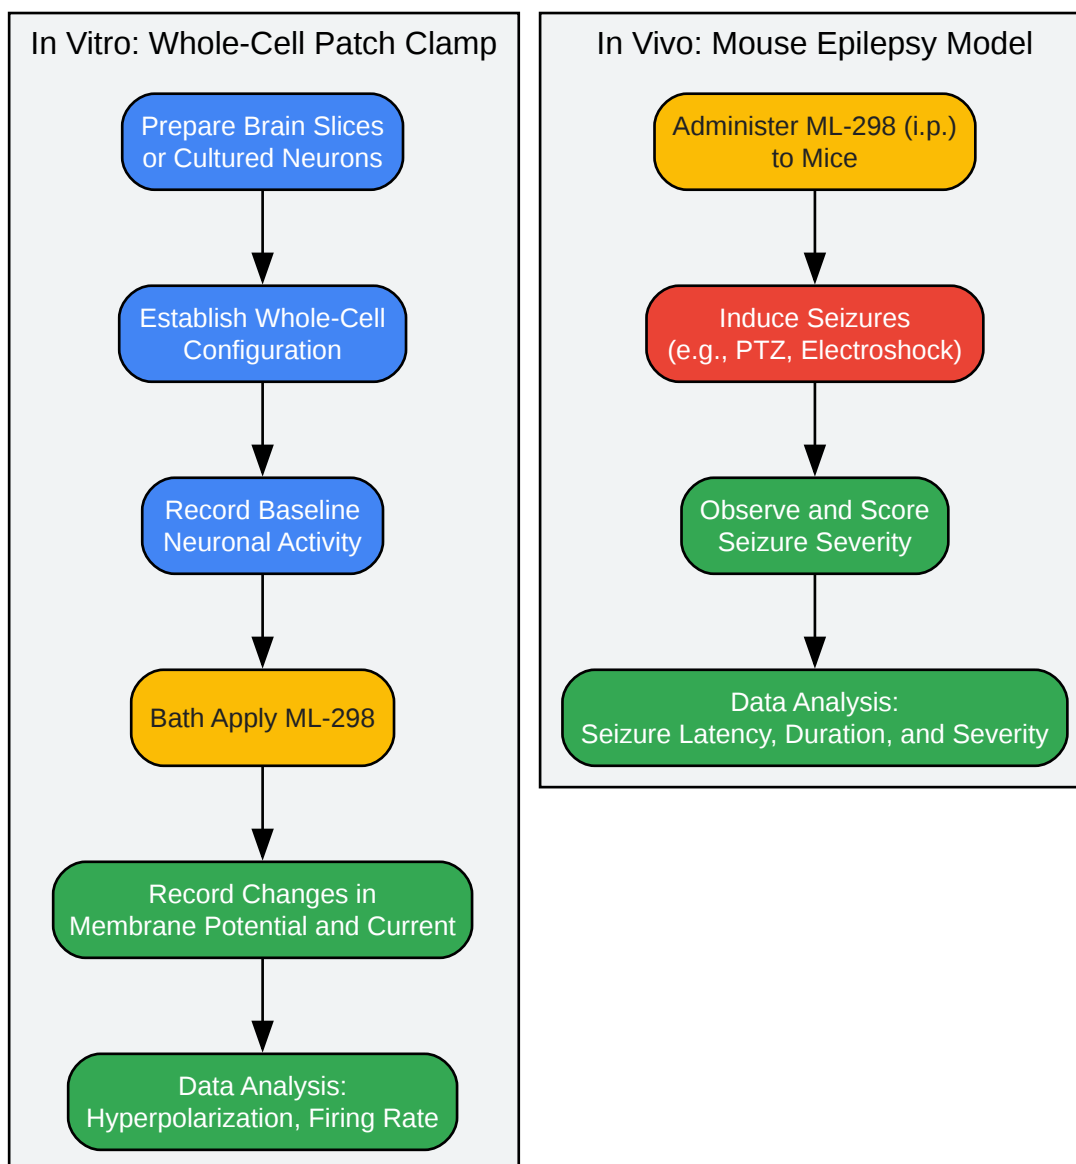 In Vitro: Whole-Cell Patch Clamp
Prepare Brain Slices
or Cultured Neurons
Establish Whole-Cell
Configuration
Record Baseline
Neuronal Activity
Bath Apply ML-298
Record Changes in
Membrane Potential and Current
Data Analysis:
Hyperpolarization, Firing Rate
In Vivo: Mouse Epilepsy Model
Administer ML-298 (i.p.)
to Mice
Induce Seizures
(e.g., PTZ, Electroshock)
Observe and Score
Seizure Severity
Data Analysis:
Seizure Latency, Duration, and Severity